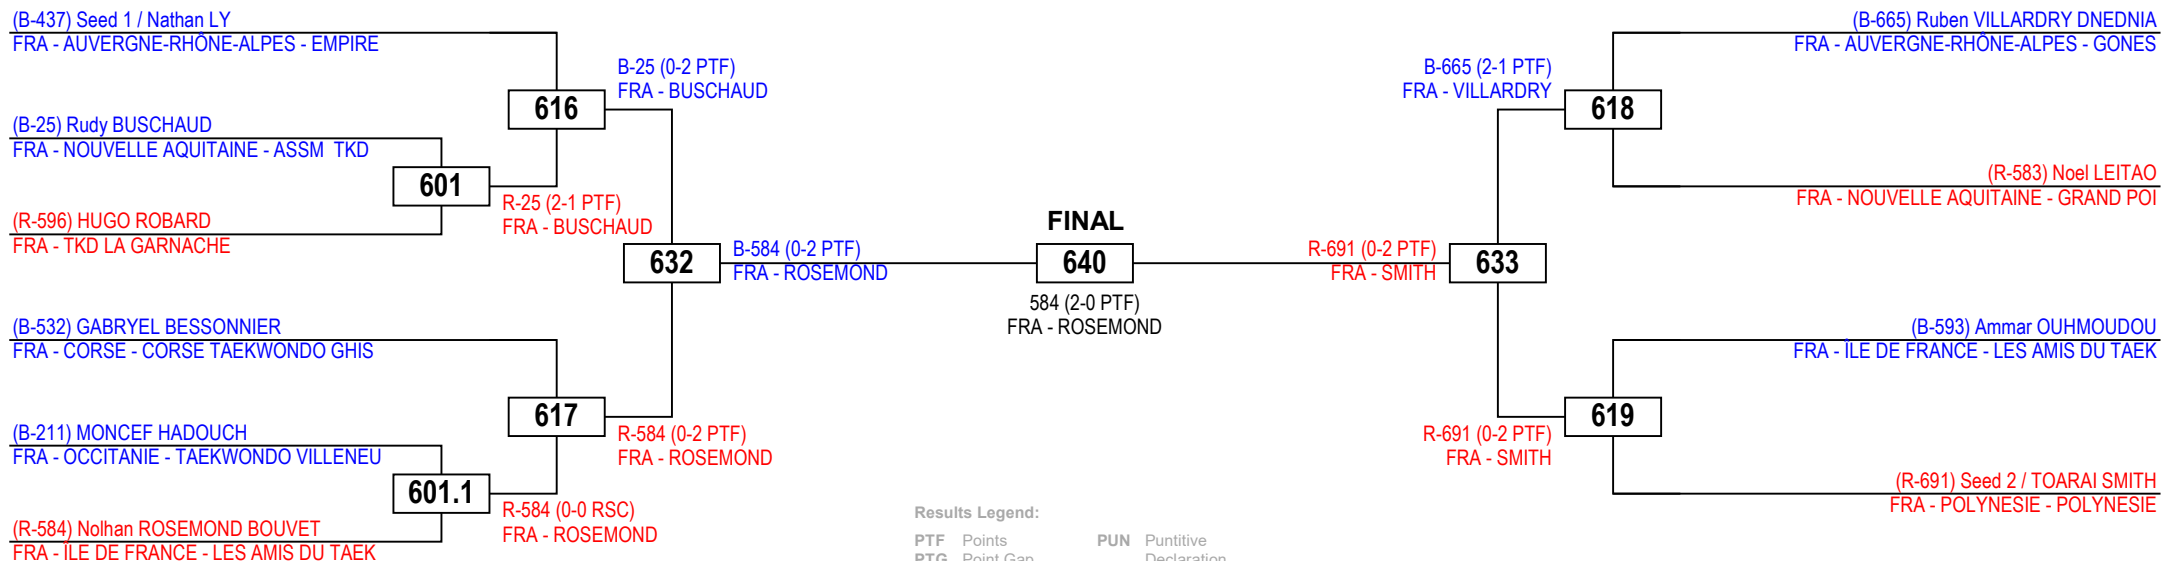 (B-437) Seed 1 / Nathan LY
FRA - AUVERGNE-RHÔNE-ALPES - EMPIRE
616
B-25 (0-2 PTF)
FRA - BUSCHAUD
(B-25) Rudy BUSCHAUD
FRA - NOUVELLE AQUITAINE - ASSM TKD
601
R-25 (2-1 PTF)
FRA - BUSCHAUD
(R-596) HUGO ROBARD
FRA - TKD LA GARNACHE
632
B-584 (0-2 PTF)
FRA - ROSEMOND
(B-532) GABRYEL BESSONNIER
FRA - CORSE - CORSE TAEKWONDO GHIS
617
R-584 (0-2 PTF)
FRA - ROSEMOND
(B-211) MONCEF HADOUCH
FRA - OCCITANIE - TAEKWONDO VILLENEU
601.1
R-584 (0-0 RSC)
FRA - ROSEMOND
(R-584) Nolhan ROSEMOND BOUVET
FRA - ÎLE DE FRANCE - LES AMIS DU TAEK
FINAL
640
584 (2-0 PTF)
FRA - ROSEMOND
(B-665) Ruben VILLARDRY DNEDNIA
FRA - AUVERGNE-RHÔNE-ALPES - GONES
B-665 (2-1 PTF)
FRA - VILLARDRY
618
(R-583) Noel LEITAO
FRA - NOUVELLE AQUITAINE - GRAND POI
R-691 (0-2 PTF)
FRA - SMITH
633
(B-593) Ammar OUHMOUDOU
FRA - ÎLE DE FRANCE - LES AMIS DU TAEK
619
R-691 (0-2 PTF)
FRA - SMITH
(R-691) Seed 2 / TOARAI SMITH
FRA - POLYNESIE - POLYNESIE
Results Legend:
PTF Points PUN Puntitive
PTG Point Gap Declaration